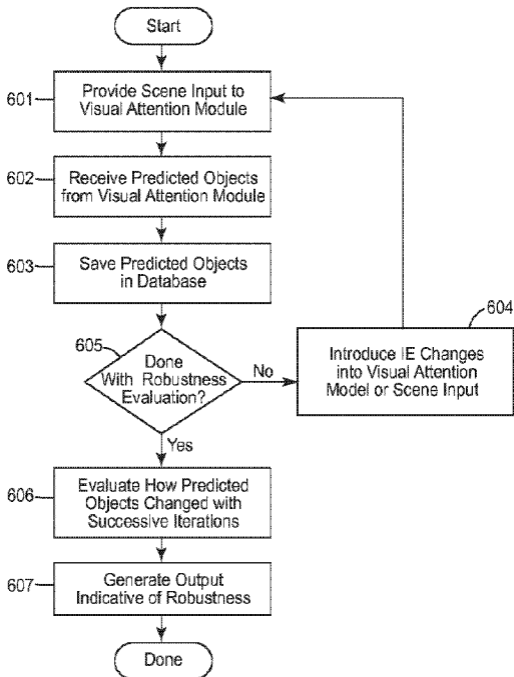 Start
601
Provide Scene Input to
Visual Attention Module
602
Receive Predicted Objects
from Visual Attention Module
603
Save Predicted Objects
in Database
604
Introduce IE Changes
into Visual Attention
Model or Scene Input
605
Done
With Robustness
Evaluation?
No
Yes
606
Evaluate How Predicted
Objects Changed with
Successive Iterations
607
Generate Output
Indicative of Robustness
Done